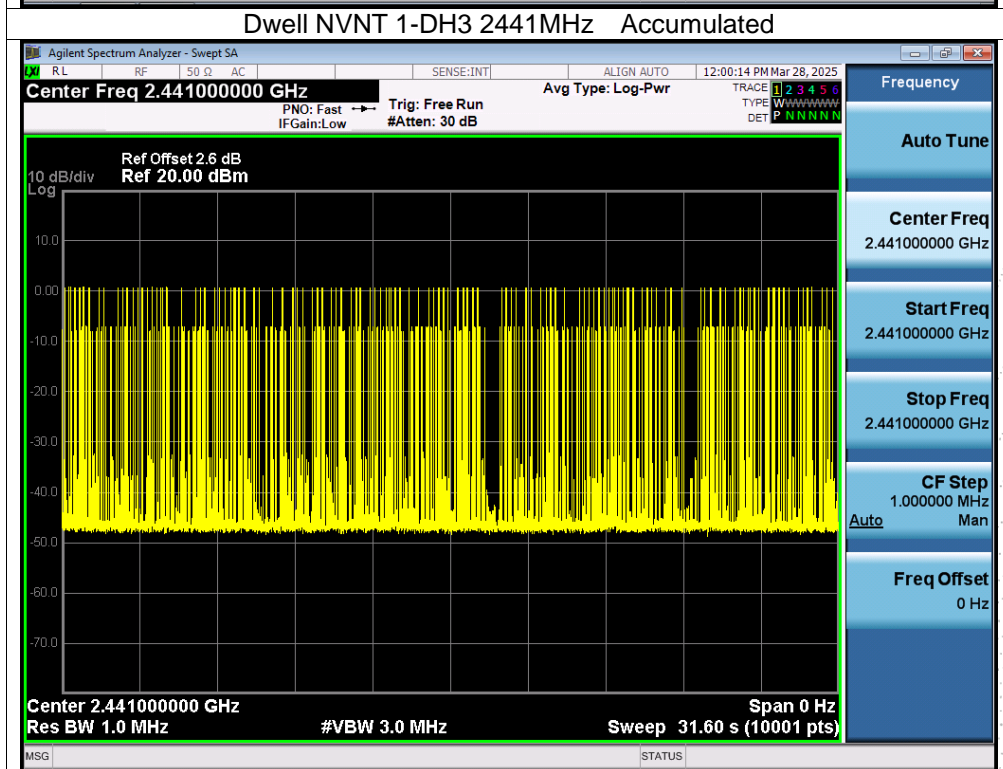 Dwell NVNT 1-DH3 2441MHz Accumulated
Agilent Spectrum Analyzer - Swept SA
LXI RL RF 50 Ω AC SENSE:INT ALIGN AUTO 12:00:14 PM Mar 28, 2025
Center Freq 2.441000000 GHz
PNO: Fast
IFGain:Low
Trig: Free Run
#Atten: 30 dB
Avg Type: Log-Pwr
TRACE 1 2 3 4 5 6
TYPE WWWWWWW
DET P N N N N N
Frequency
Auto Tune
Center Freq
2.441000000 GHz
Start Freq
2.441000000 GHz
Stop Freq
2.441000000 GHz
CF Step
1.000000 MHz
Auto Man
Freq Offset
0 Hz
Ref Offset 2.6 dB
10 dB/div Ref 20.00 dBm
Log
10.0
0.00
-10.0
-20.0
-30.0
-40.0
-50.0
-60.0
-70.0
Center 2.441000000 GHz Span 0 Hz
Res BW 1.0 MHz #VBW 3.0 MHz Sweep 31.60 s (10001 pts)
MSG STATUS